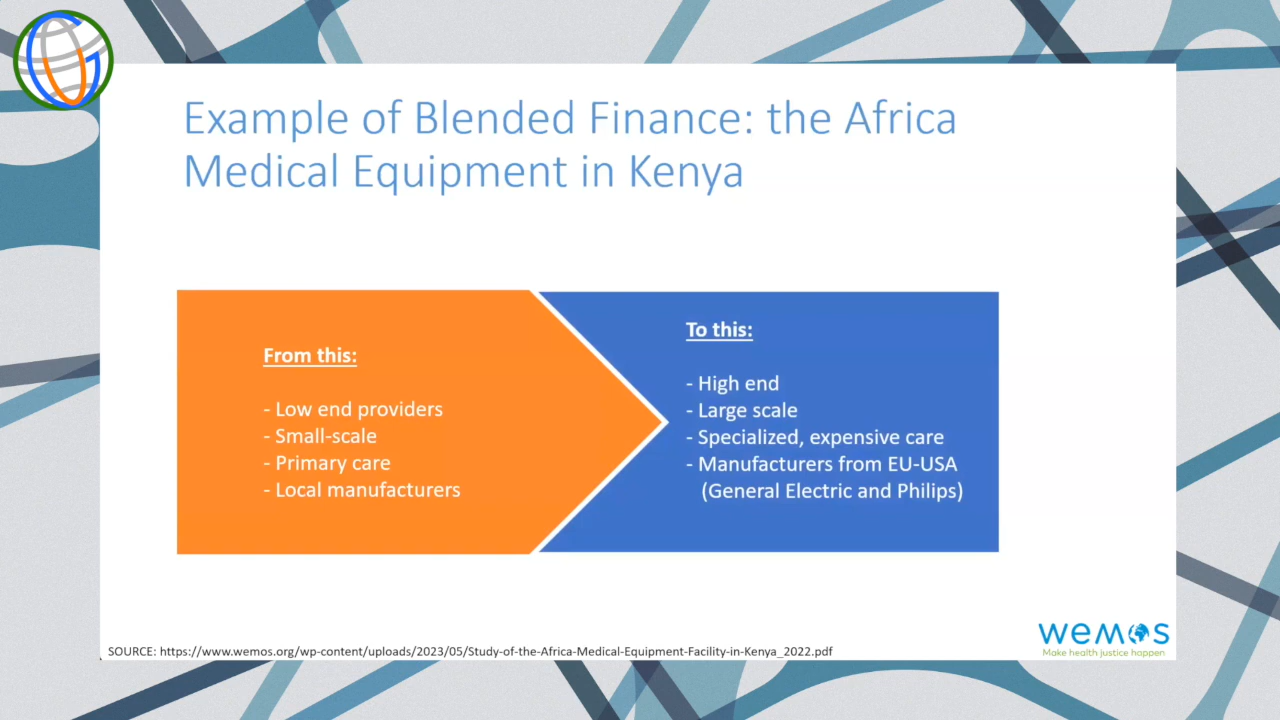 Example of Blended Finance: the Africa
Medical Equipment in Kenya
From this:
- Low end providers
- Small-scale
- Primary care
- Local manufacturers
To this:
- High end
- Large scale
- Specialized, expensive care
- Manufacturers from EU-USA
(General Electric and Philips)
wemos
Make health justice happen
SOURCE: https://www.wemos.org/wp-content/uploads/2023/05/Study-of-the-Africa-Medical-Equipment-Facility-in-Kenya_2022.pdf